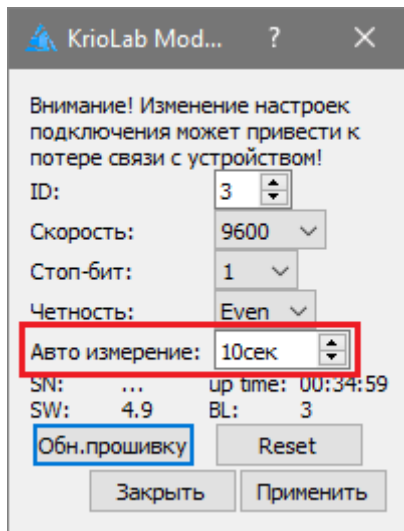 KrioLab Mod... ?
Внимание! Изменение настроек
подключения может привести к
потере связи с устройством!
ID: 3
Скорость: 9600
Стоп-бит: 1
Четность: Even
Авто измерение: 10сек
SN: ... up time: 00:34:59
SW: 4.9 BL: 3
Обн.прошивку Reset
Закрыть Применить